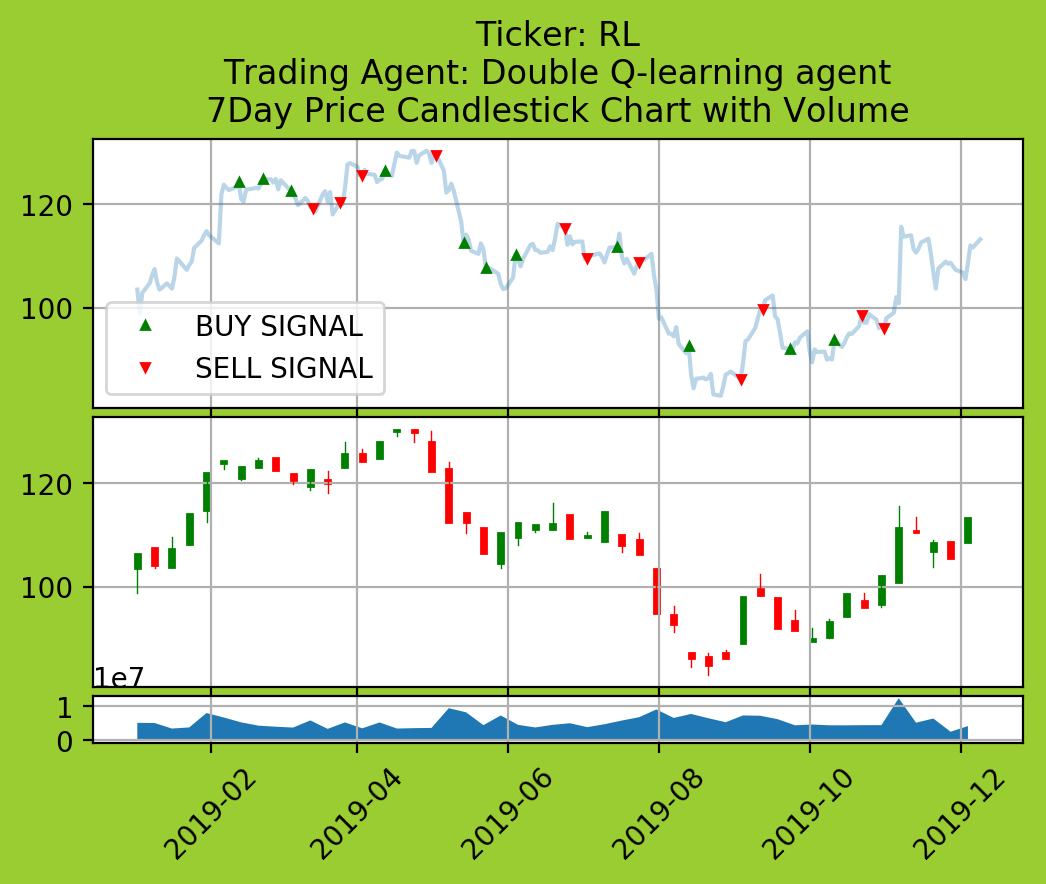 Ticker: RL
Trading Agent: Double Q-learning agent
7Day Price Candlestick Chart with Volume
120
100
BUY SIGNAL
SELL SIGNAL
120
100
1e7
1
0
2019-02
2019-04
2019-06
2019-08
2019-10
2019-12